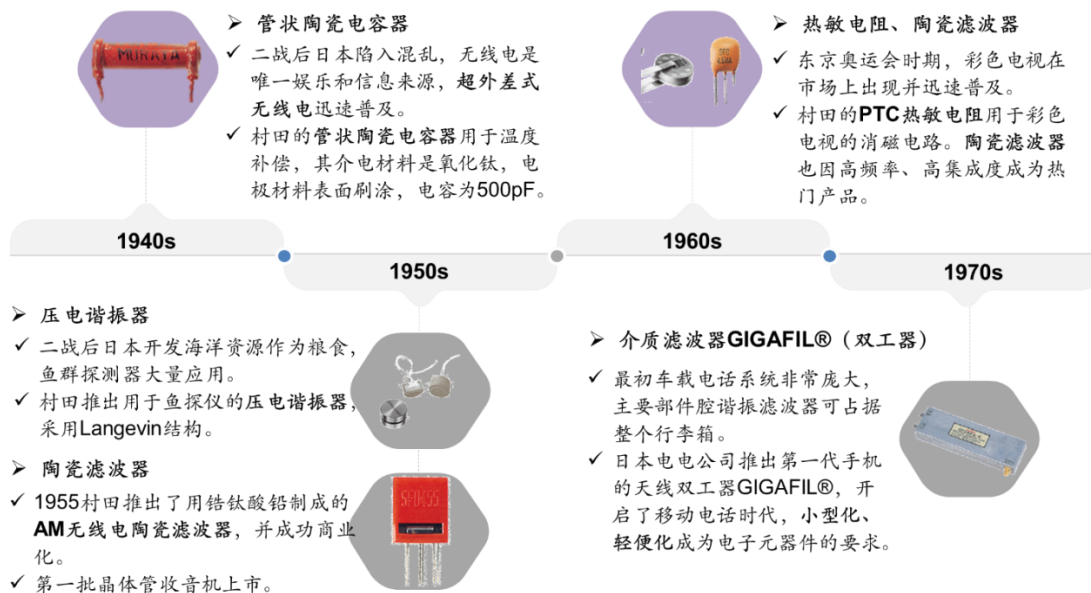 管状陶瓷电容器
二战后日本陷入混乱，无线电是
唯一娱乐和信息来源，超外差式
无线电迅速普及。
村田的管状陶瓷电容器用于温度
补偿，其介电材料是氧化钛，电
极材料表面刷涂，电容为500pF。
MURATA
热敏电阻、陶瓷滤波器
东京奥运会时期，彩色电视在
市场上出现并迅速普及。
村田的PTC热敏电阻用于彩色
电视的消磁电路。陶瓷滤波器
也因高频率、高集成度成为热
门产品。
1940s
1950s
1960s
1970s
压电谐振器
二战后日本开发海洋资源作为粮食，
鱼群探测器大量应用。
村田推出用于鱼探仪的压电谐振器，
采用Langevin结构。
陶瓷滤波器
1955村田推出了用锆钛酸铅制成的
AM无线电陶瓷滤波器，并成功商业
化。
第一批晶体管收音机上市。
介质滤波器GIGAFIL®（双工器）
最初车载电话系统非常庞大，
主要部件腔谐振滤波器可占据
整个行李箱。
日本电电公司推出第一代手机
的天线双工器GIGAFIL®，开
启了移动电话时代，小型化、
轻便化成为电子元器件的要求。